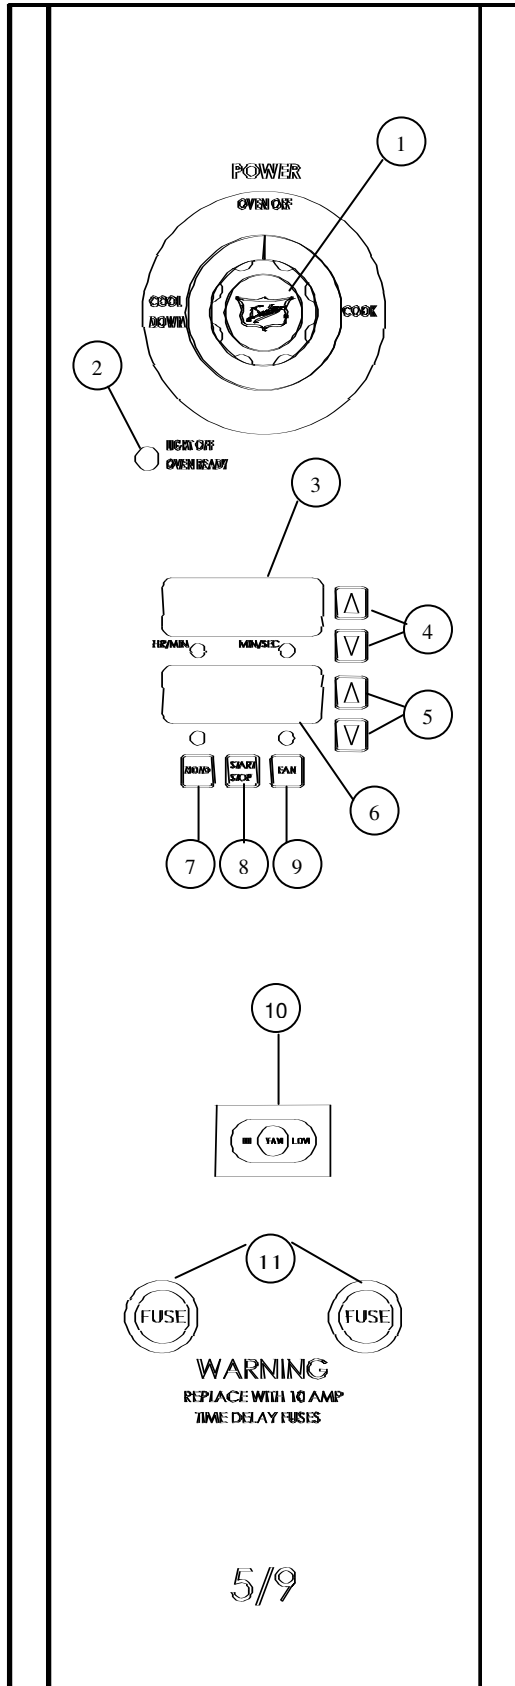 1
POWER
OVEN OFF
COOL
DOWN
COOK
2
LIGHT OFF
OVEN READY
3
4
HR/MIN
MIN/SEC
5
6
START
STOP
FAN
7
8
9
10
HI
FAN
LOW
11
FUSE
FUSE
WARNING
REPLACE WITH 10 AMP
TIME DELAY FUSES
5/9